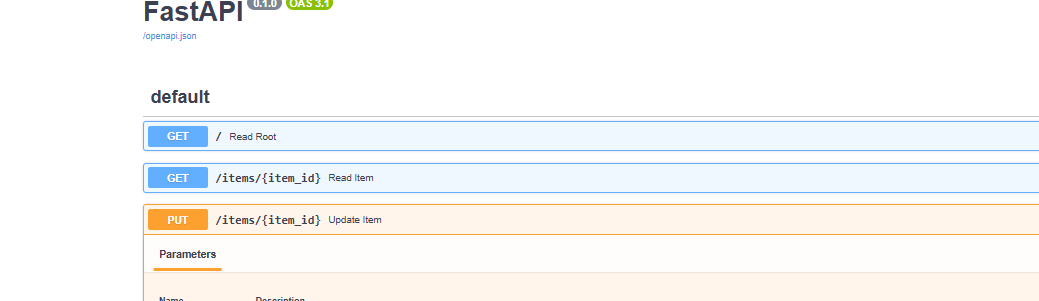 FastAPI 0.1.0 OAS 3.1
/openapi.json
default
GET / Read Root
GET /items/{item_id} Read Item
PUT /items/{item_id} Update Item
Parameters
Name Description